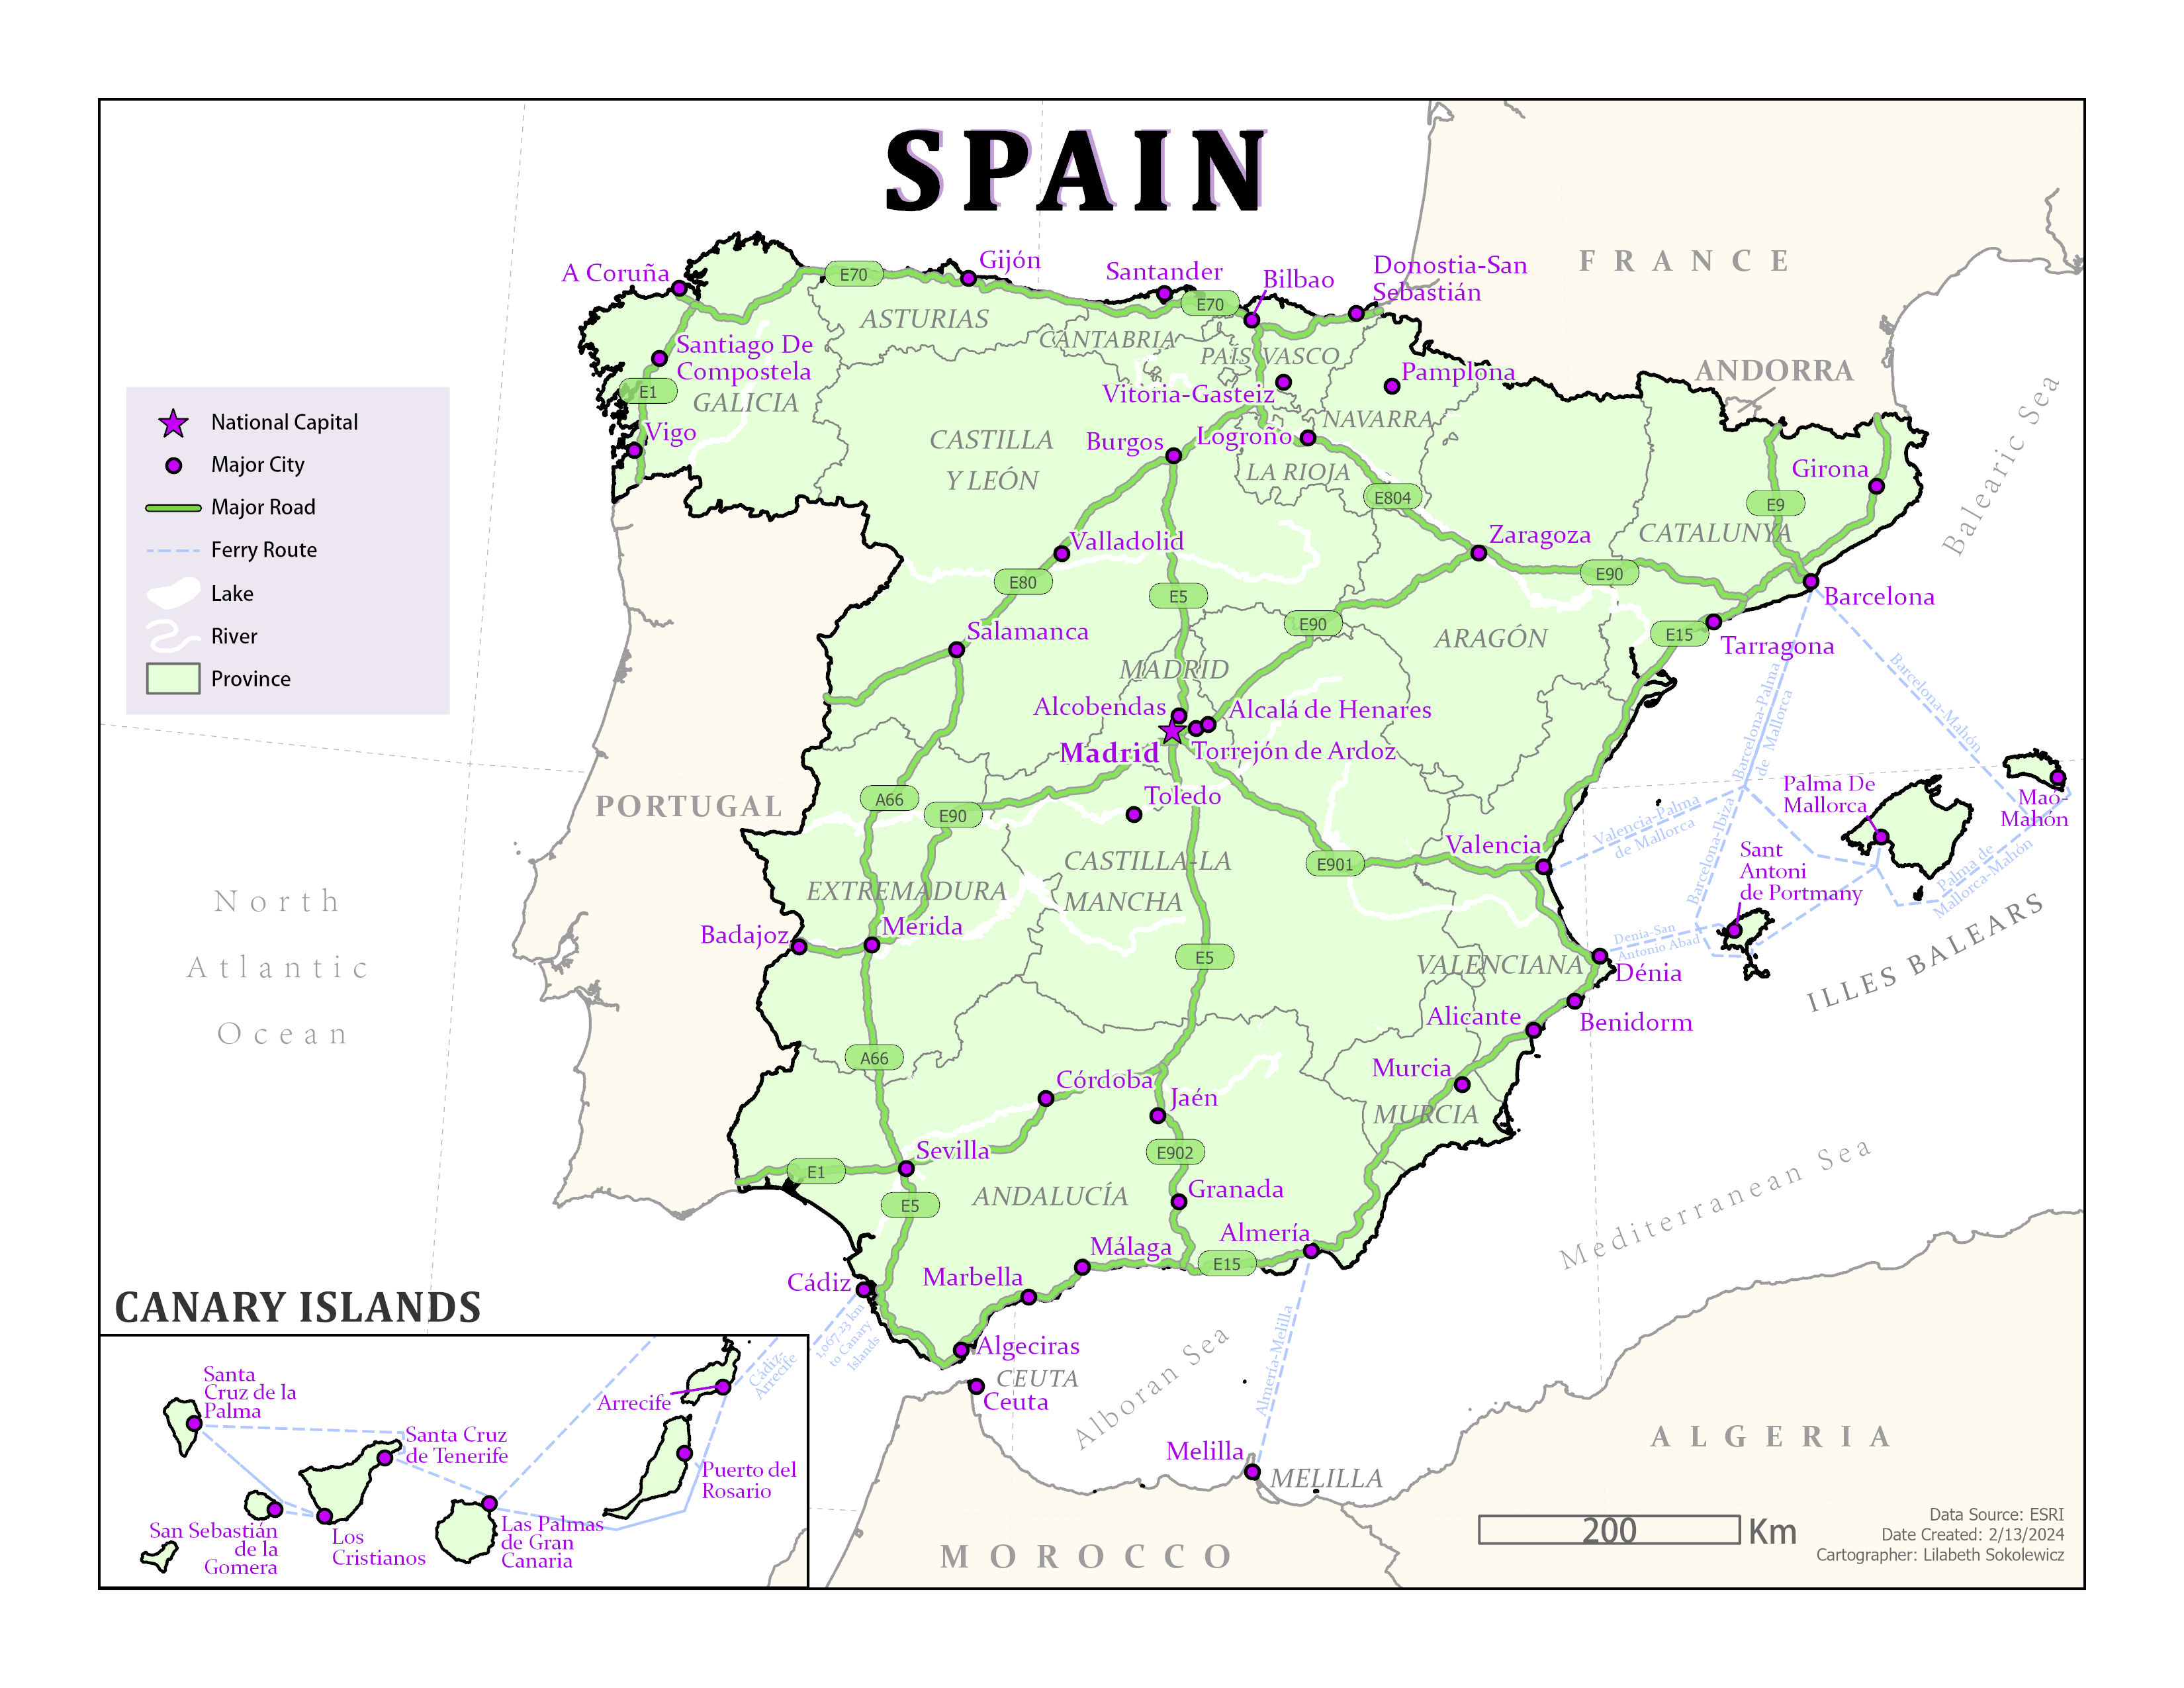 SPAIN
FRANCE
Gijón
A Coruña
E70
Santander
Bilbao
Donostia-San
Sebastián
E70
ASTURIAS
CANTABRIA
PAÍS VASCO
Santiago De
Compostela
Pamplona
ANDORRA
E1
GALICIA
Vitoria-Gasteiz
NAVARRA
Vigo
CASTILLA
Y LEÓN
Burgos
Logroño
LA RIOJA
Girona
E804
E9
CATALUNYA
Balearic Sea
National Capital
Major City
Major Road
Ferry Route
Lake
River
Province
Valladolid
Zaragoza
E80
E5
E90
Barcelona
E90
Salamanca
ARAGÓN
E15
Tarragona
MADRID
Alcobendas
Alcalá de Henares
Madrid
Torrejón de Ardoz
Barcelona-Palma
de Mallorca
Barcelona-Mahón
PORTUGAL
A66
E90
Toledo
Palma De
Mallorca
Maó-
Mahón
Valencia-Palma
de Mallorca
Barcelona-Ibiza
Valencia
E901
CASTILLA-LA
MANCHA
EXTREMADURA
Sant
Antoni
de Portmany
Palma de
Mallorca-Mahón
ILLES BALEARS
North
Atlantic
Ocean
Badajoz
Merida
E5
VALENCIANA
Denia-San
Antonio Abad
Dénia
Alicante
Benidorm
A66
Murcia
MURCIA
Córdoba
Jaén
Sevilla
E902
E1
E5
ANDALUCÍA
Granada
Mediterranean Sea
Almería
Málaga
E15
Cádiz
Marbella
Algeciras
CEUTA
Ceuta
Alboran Sea
Almería-Melilla
Melilla
MELILLA
ALGERIA
MOROCCO
1,067.23 km
to Canary
Islands
CANARY ISLANDS
Cádiz-
Arrecife
Santa
Cruz de la
Palma
Arrecife
Santa Cruz
de Tenerife
Puerto del
Rosario
San Sebastián
de la
Gomera
Los
Cristianos
Las Palmas
de Gran
Canaria
200 Km
Data Source: ESRI
Date Created: 2/13/2024
Cartographer: Lilabeth Sokolewicz